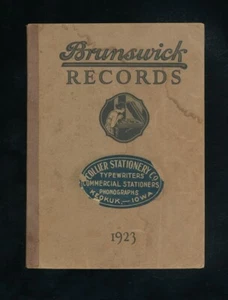 Brunswick
RECORDS
COLLIER STATIONERY CO.
TYPEWRITERS
COMMERCIAL STATIONERS
PHONOGRAPHS
KEOKUK,—IOWA
1923